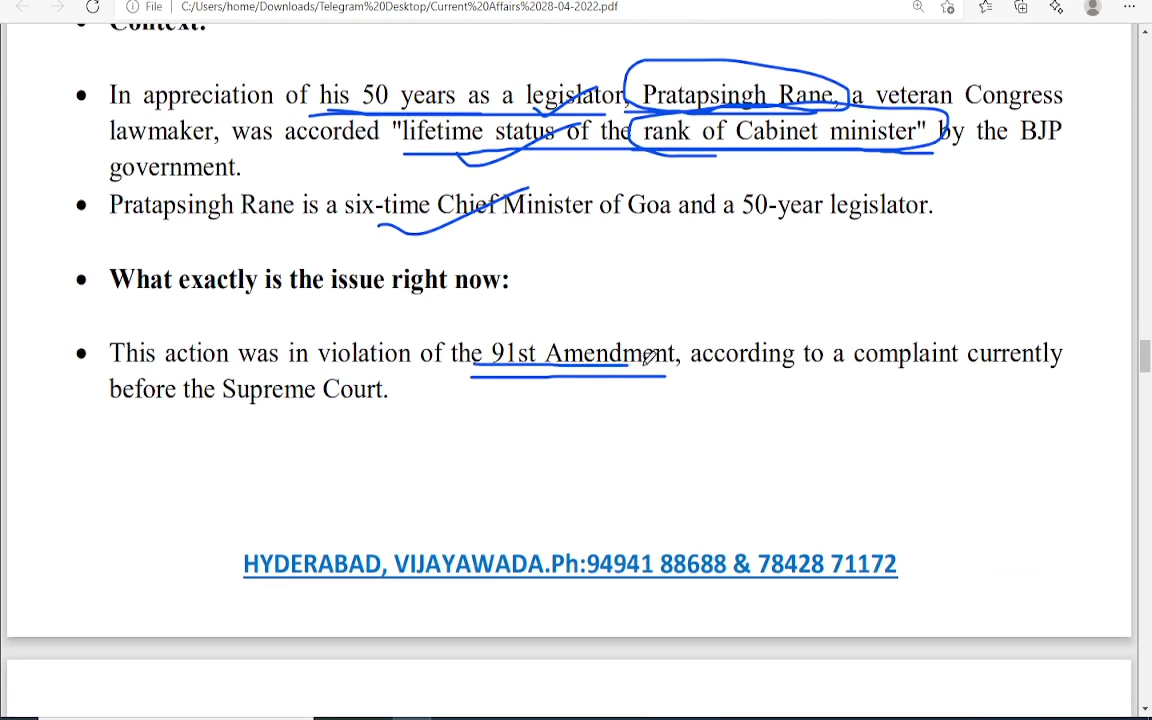 File | C:/Users/home/Downloads/Telegram%20Desktop/Current%20Affairs%2028-04-2022.pdf
Context:
• In appreciation of his 50 years as a legislator, Pratapsingh Rane, a veteran Congress
lawmaker, was accorded "lifetime status of the rank of Cabinet minister" by the BJP
government.
• Pratapsingh Rane is a six-time Chief Minister of Goa and a 50-year legislator.
• What exactly is the issue right now:
• This action was in violation of the 91st Amendment, according to a complaint currently
before the Supreme Court.
HYDERABAD, VIJAYAWADA.Ph:94941 88688 & 78428 71172